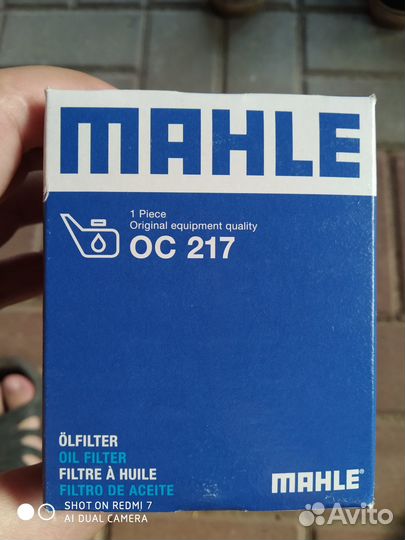 MAHLE
1 Piece
Original equipment quality
OC 217
ÖLFILTER
OIL FILTER
FILTRE À HUILE
FILTRO DE ACEITE
MAHLE®
SHOT ON REDMI 7
AI DUAL CAMERA
Avito